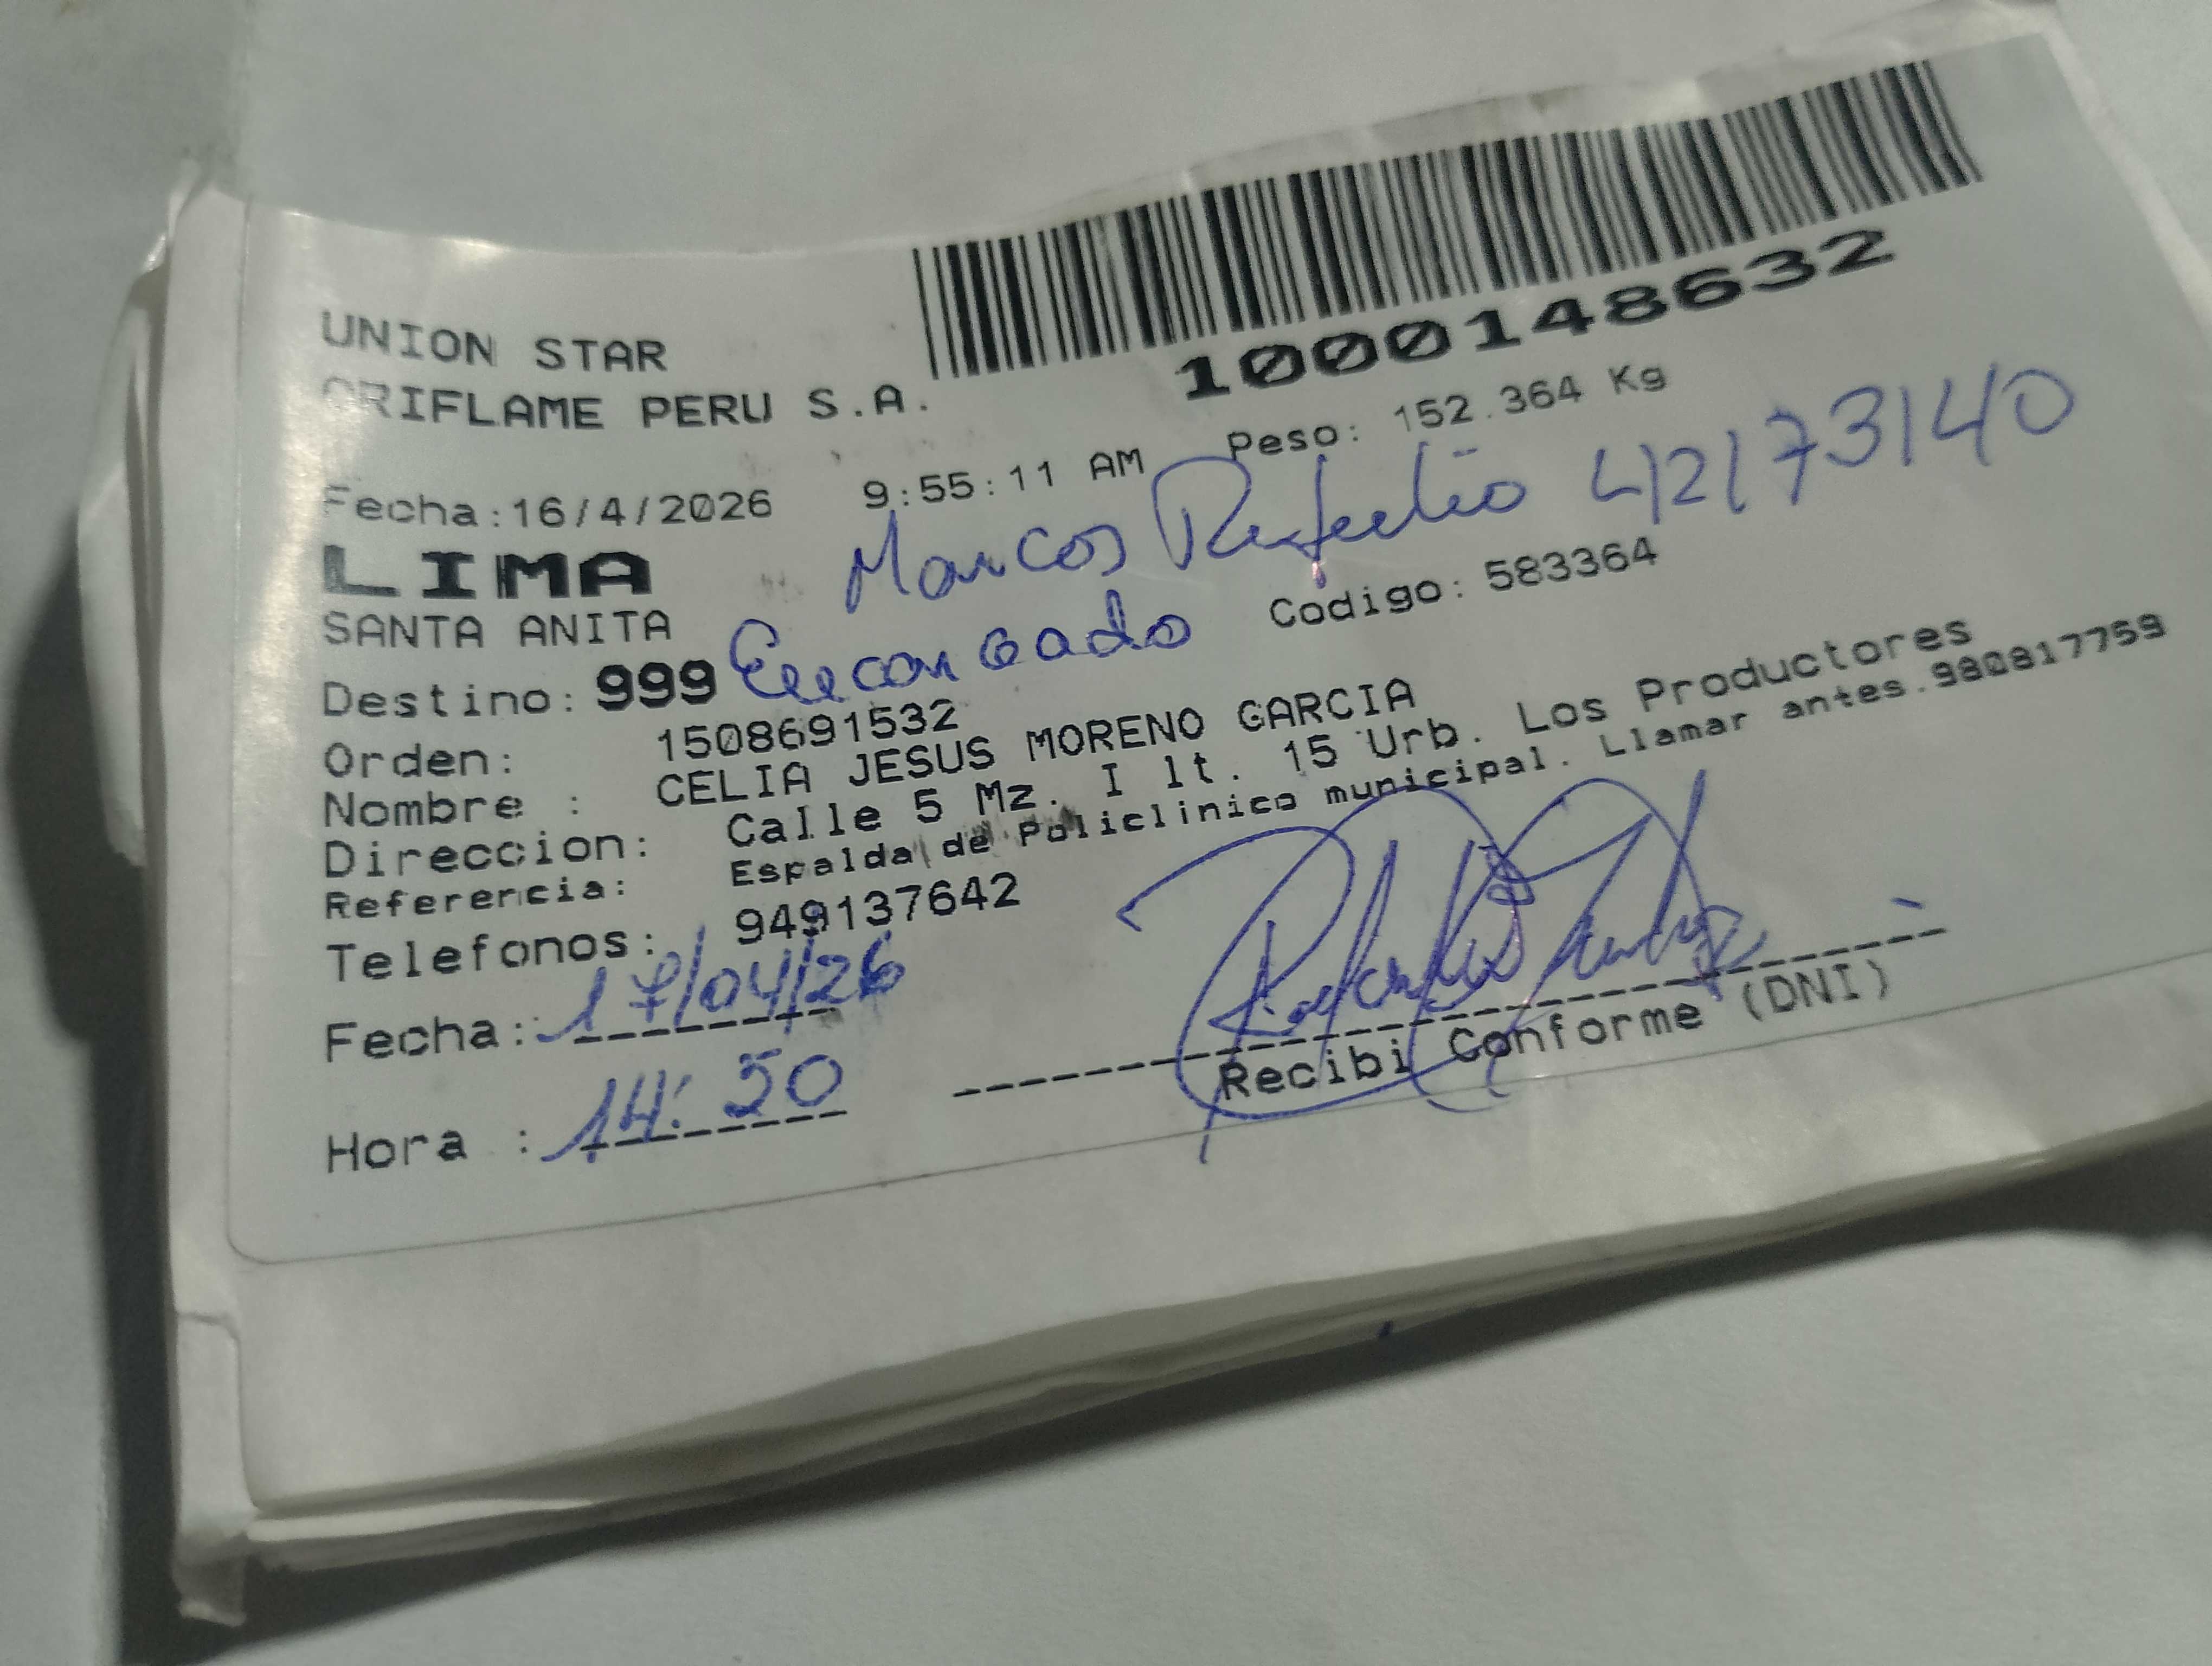 UNION STAR
ORIFLAME PERU S.A.
1000148632
Fecha:16/4/2026 9:55:11 AM Peso: 152.364 Kg
Marcos 42173140
LIMA
SANTA ANITA
Destino: 999 Codigo: 583364
Orden: 1508691532
Nombre : CELIA JESUS MORENO GARCIA
Direccion: Calle 5 Mz. I lt. 15 Urb. Los Productores
Referencia: Espalda de Policlinico municipal. Llamar antes.980817759
Telefonos: 949137642
Fecha: 17/04/26
Hora : 14:50
Recibi Conforme (DNI)